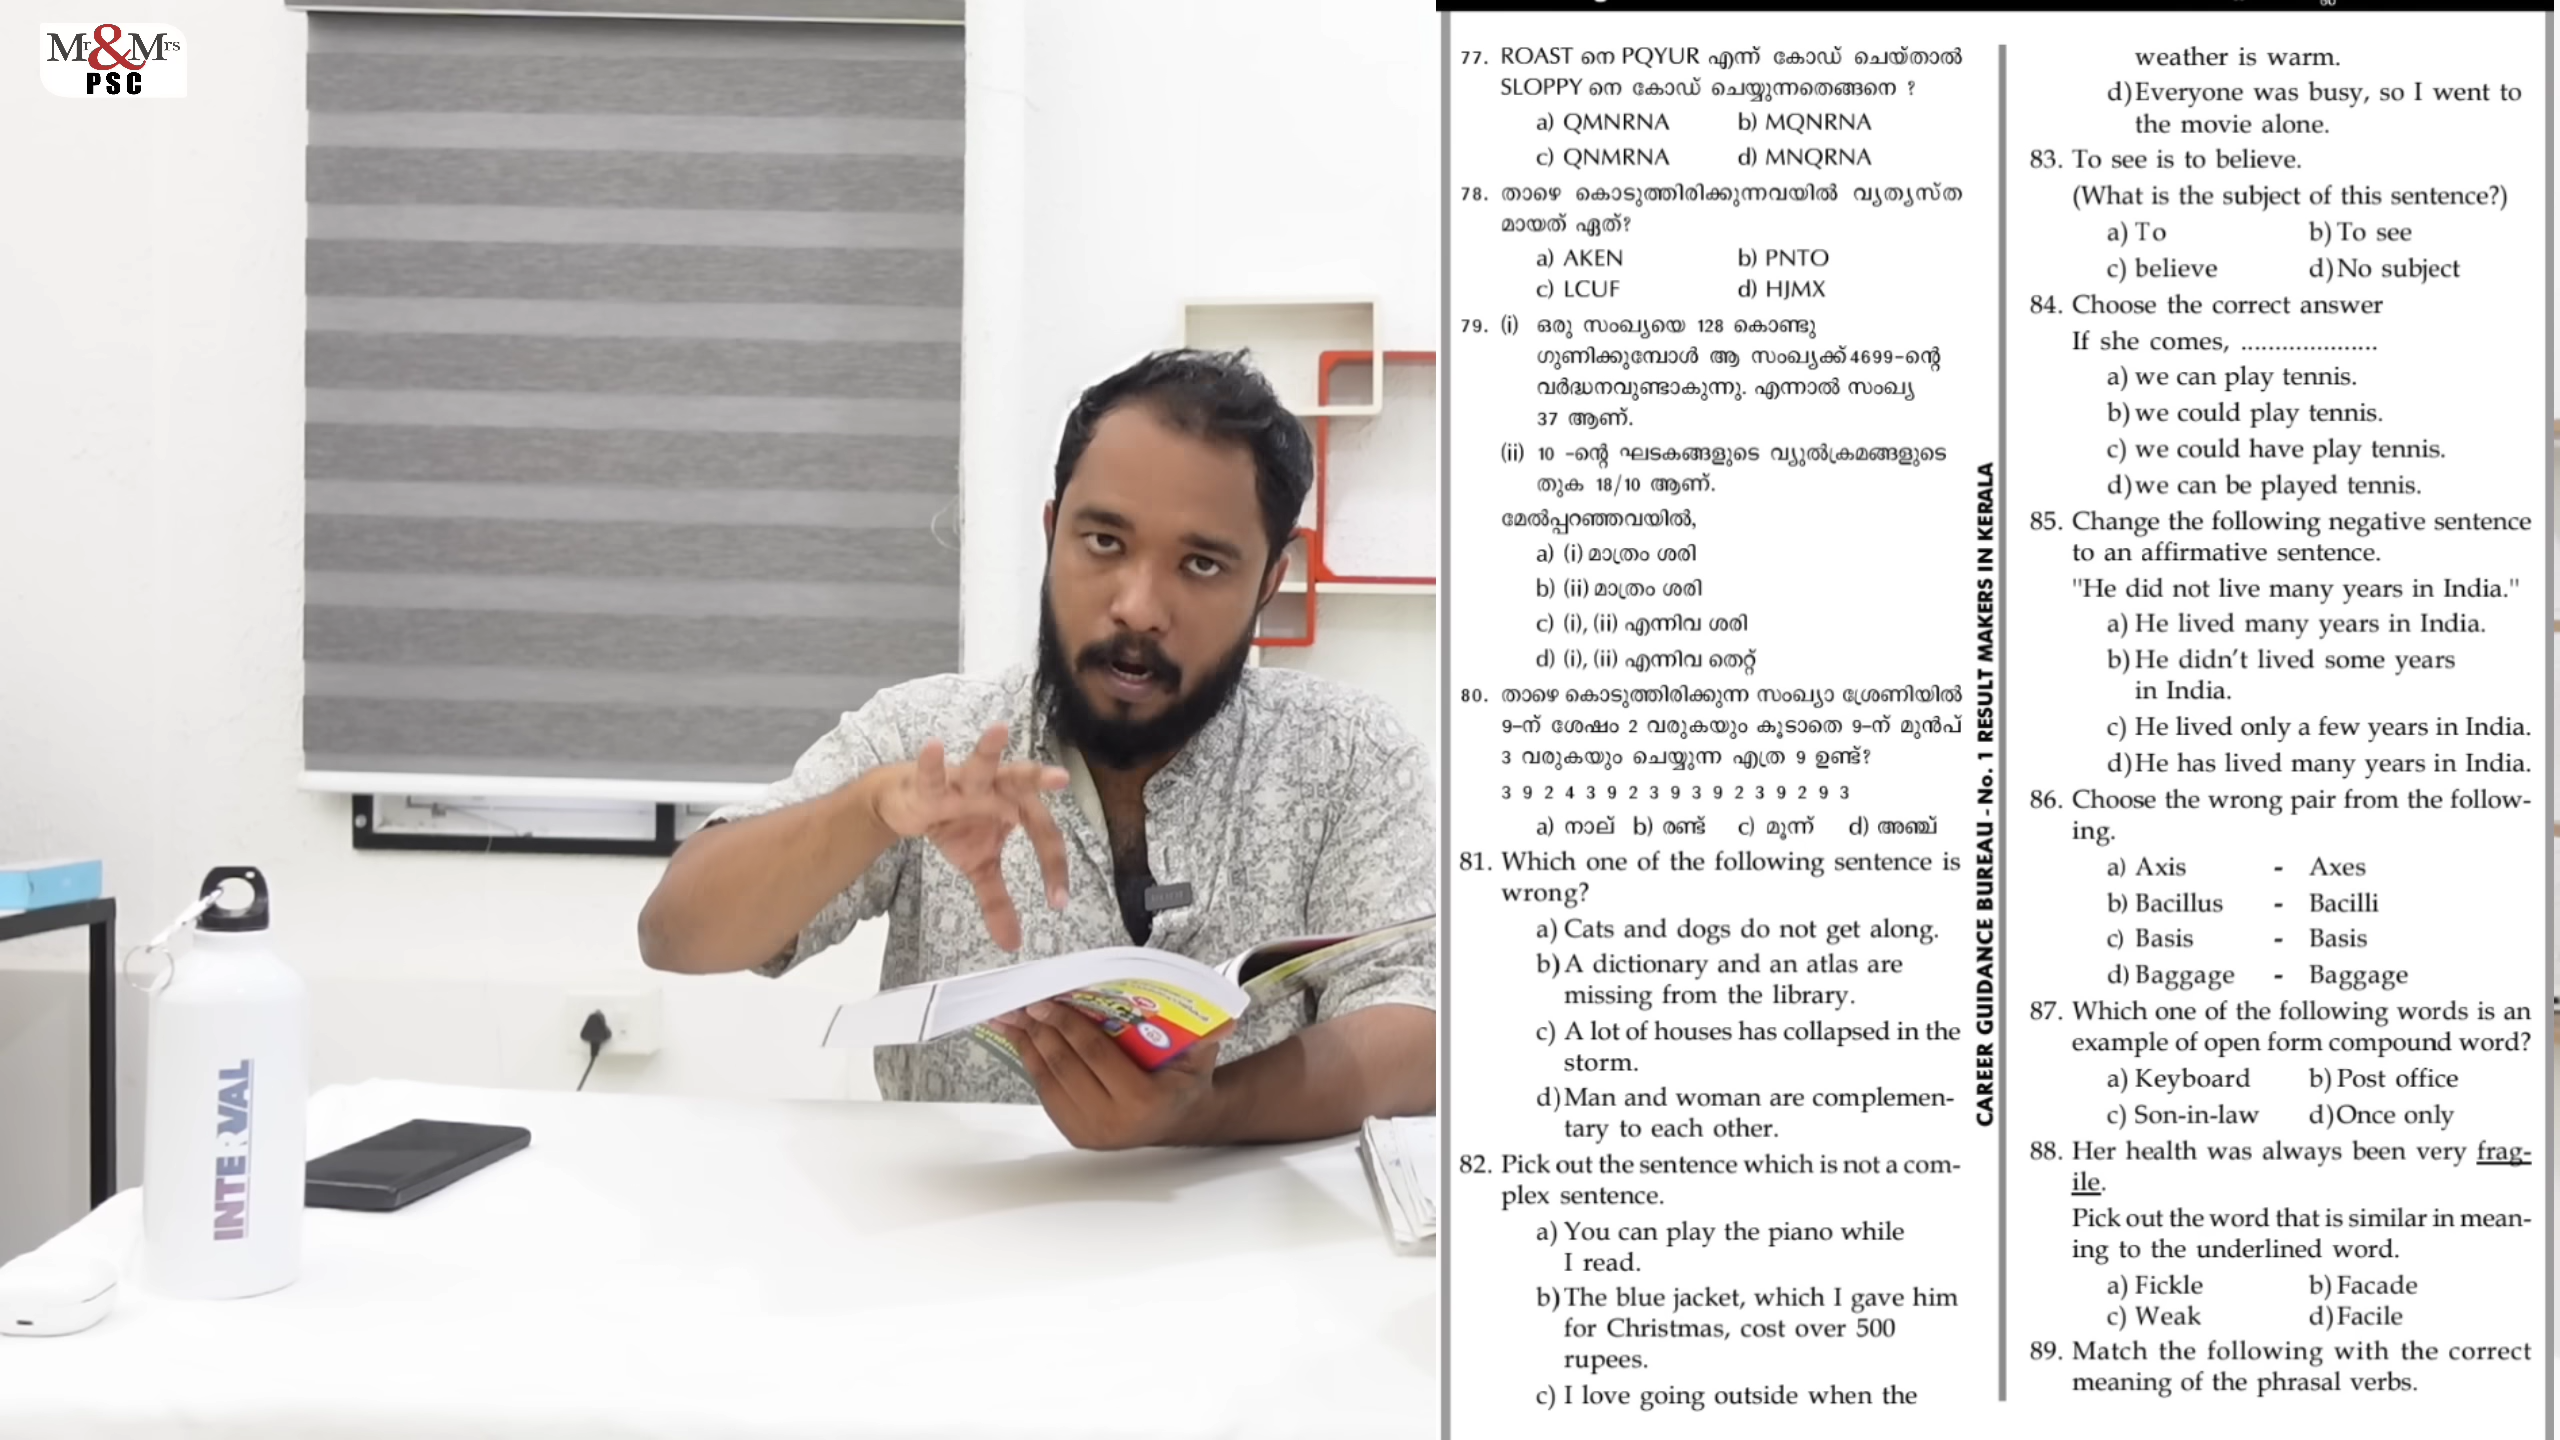 Mr&Mrs
PSC
77. ROAST നെ PQYUR എന്ന് കോഡ് ചെയ്താൽ
SLOPPY നെ കോഡ് ചെയ്യുന്നതെങ്ങനെ ?
a) QMNRNA b) MQNRNA
c) QNMRNA d) MNQRNA
78. താഴെ കൊടുത്തിരിക്കുന്നവയിൽ വ്യത്യസ്ത
മായത് ഏത്?
a) AKEN b) PNTO
c) LCUF d) HJMX
79. (i) ഒരു സംഖ്യയെ 128 കൊണ്ടു
ഗുണിക്കുമ്പോൾ ആ സംഖ്യക്ക് 4699-ന്റെ
വർദ്ധനവുണ്ടാകുന്നു. എന്നാൽ സംഖ്യ
37 ആണ്.
(ii) 10 -ന്റെ ഘടകങ്ങളുടെ വ്യുൽക്രമങ്ങളുടെ
തുക 18/10 ആണ്.
മേൽപ്പറഞ്ഞവയിൽ,
a) (i) മാത്രം ശരി
b) (ii) മാത്രം ശരി
c) (i), (ii) എന്നിവ ശരി
d) (i), (ii) എന്നിവ തെറ്റ്
80. താഴെ കൊടുത്തിരിക്കുന്ന സംഖ്യാ ശ്രേണിയിൽ
9-ന് ശേഷം 2 വരുകയും കൂടാതെ 9-ന് മുൻപ്
3 വരുകയും ചെയ്യുന്ന എത്ര 9 ഉണ്ട്?
3 9 2 4 3 9 2 3 9 3 9 2 3 9 2 9 3
a) നാല് b) രണ്ട് c) മൂന്ന് d) അഞ്ച്
81. Which one of the following sentence is
wrong?
a) Cats and dogs do not get along.
b) A dictionary and an atlas are
missing from the library.
c) A lot of houses has collapsed in the
storm.
d) Man and woman are complemen-
tary to each other.
82. Pick out the sentence which is not a com-
plex sentence.
a) You can play the piano while
I read.
b) The blue jacket, which I gave him
for Christmas, cost over 500
rupees.
c) I love going outside when the
CAREER GUIDANCE BUREAU - No. 1 RESULT MAKERS IN KERALA
weather is warm.
d) Everyone was busy, so I went to
the movie alone.
83. To see is to believe.
(What is the subject of this sentence?)
a) To b) To see
c) believe d) No subject
84. Choose the correct answer
If she comes, ....................
a) we can play tennis.
b) we could play tennis.
c) we could have play tennis.
d) we can be played tennis.
85. Change the following negative sentence
to an affirmative sentence.
"He did not live many years in India."
a) He lived many years in India.
b) He didn't lived some years
in India.
c) He lived only a few years in India.
d) He has lived many years in India.
86. Choose the wrong pair from the follow-
ing.
a) Axis - Axes
b) Bacillus - Bacilli
c) Basis - Basis
d) Baggage - Baggage
87. Which one of the following words is an
example of open form compound word?
a) Keyboard b) Post office
c) Son-in-law d) Once only
88. Her health was always been very frag-
ile.
Pick out the word that is similar in mean-
ing to the underlined word.
a) Fickle b) Facade
c) Weak d) Facile
89. Match the following with the correct
meaning of the phrasal verbs.
INTERVAL